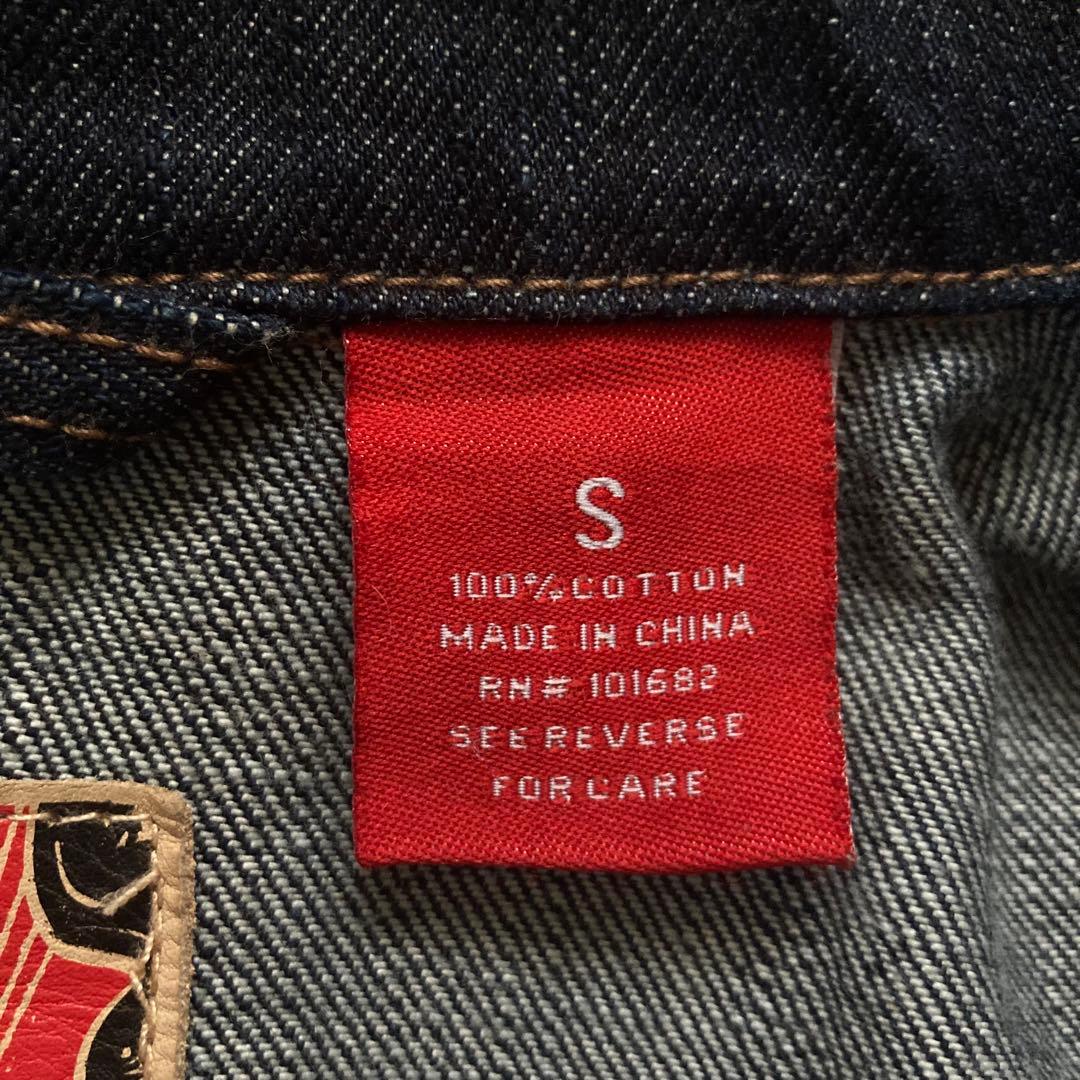 S
100% COTTON
MADE IN CHINA
RN# 101682
SEE REVERSE
FOR CARE